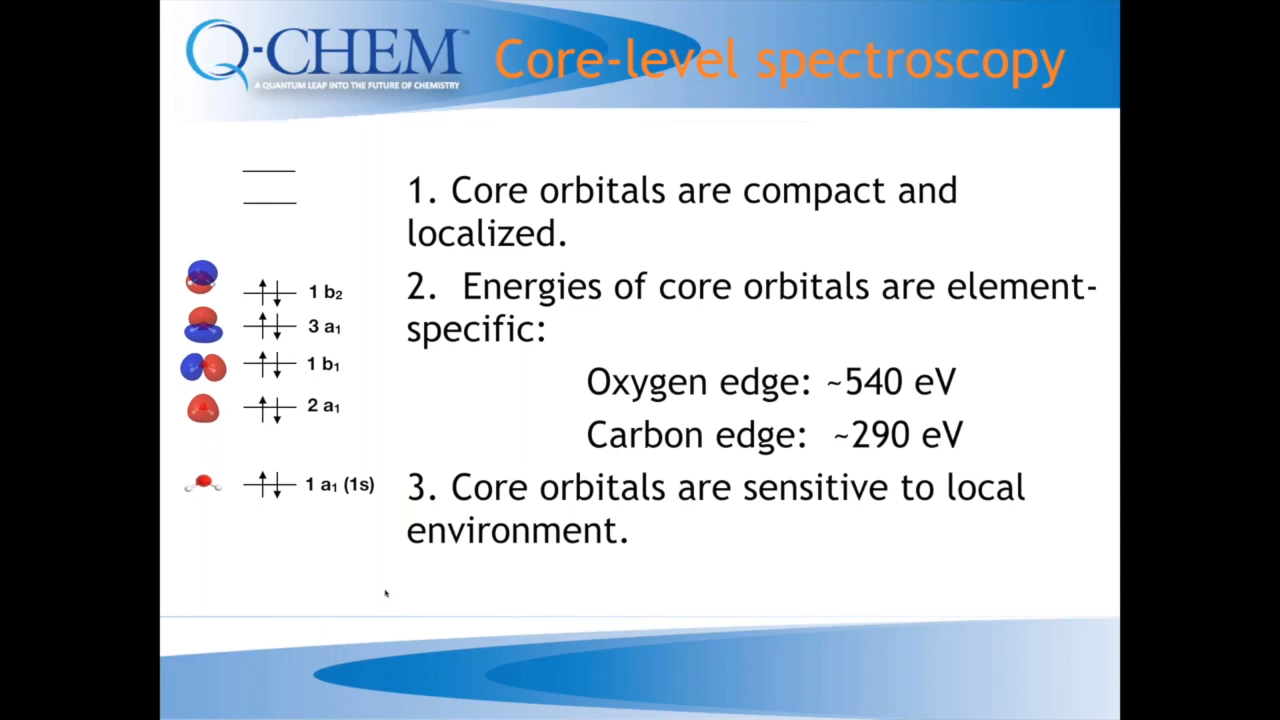 Q-CHEM™
A QUANTUM LEAP INTO THE FUTURE OF CHEMISTRY
Core-level spectroscopy
1. Core orbitals are compact and
localized.
2. Energies of core orbitals are element-
specific:
Oxygen edge: ~540 eV
Carbon edge: ~290 eV
3. Core orbitals are sensitive to local
environment.
1 b₂
3 a₁
1 b₁
2 a₁
1 a₁ (1s)